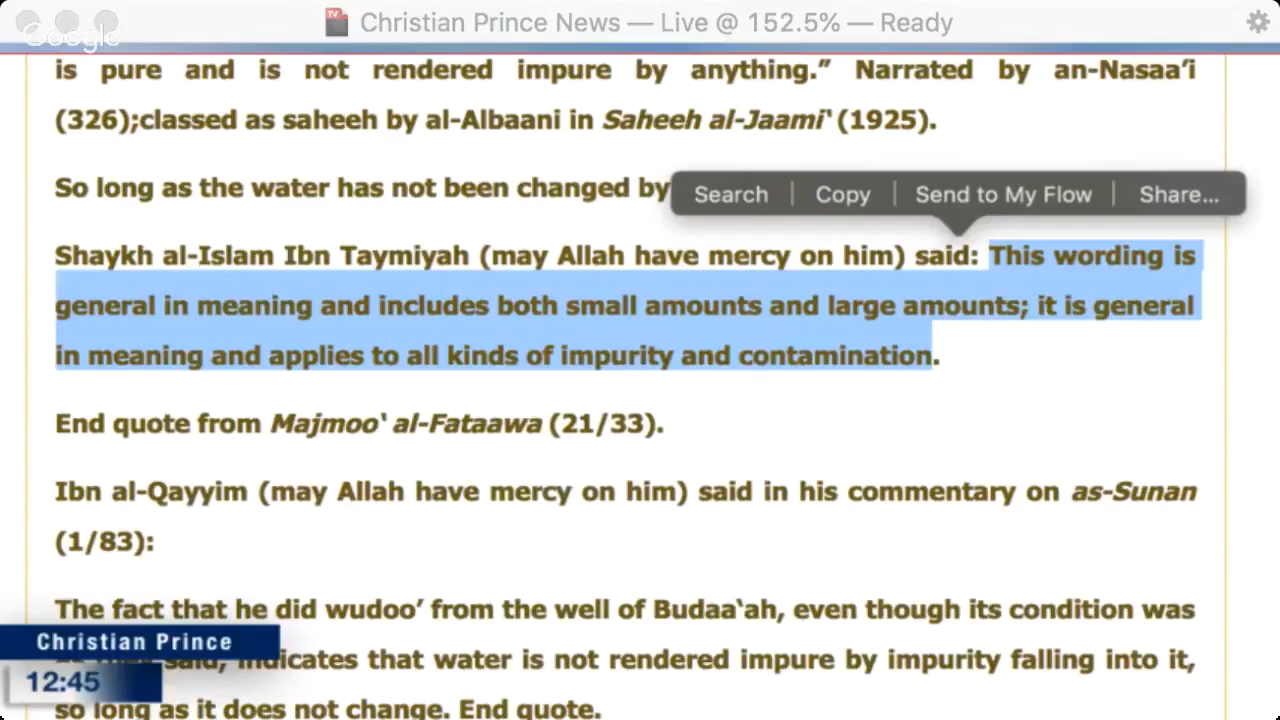 Christian Prince News — Live @ 152.5% — Ready
Google
is pure and is not rendered impure by anything.” Narrated by an-Nasaa’i
(326);classed as saheeh by al-Albaani in Saheeh al-Jaami‘ (1925).
So long as the water has not been changed by
Search Copy Send to My Flow Share...
Shaykh al-Islam Ibn Taymiyah (may Allah have mercy on him) said: This wording is
general in meaning and includes both small amounts and large amounts; it is general
in meaning and applies to all kinds of impurity and contamination.
End quote from Majmoo‘ al-Fataawa (21/33).
Ibn al-Qayyim (may Allah have mercy on him) said in his commentary on as-Sunan
(1/83):
The fact that he did wudoo’ from the well of Budaa‘ah, even though its condition was
said, indicates that water is not rendered impure by impurity falling into it,
so long as it does not change. End quote.
Christian Prince
12:45